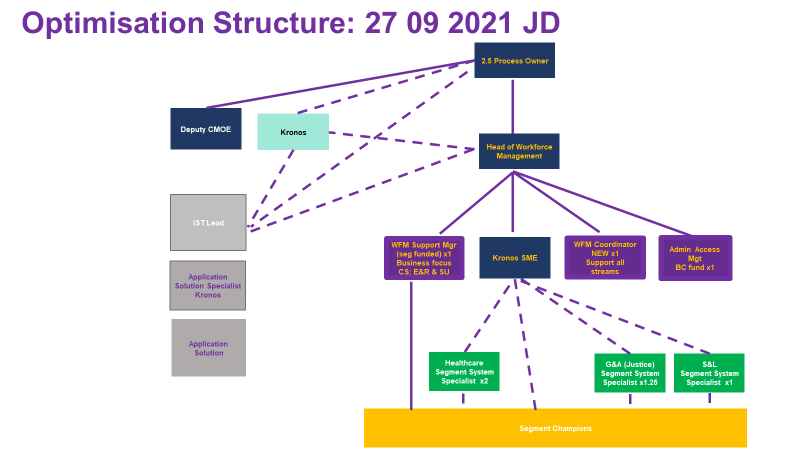 Optimisation Structure: 27 09 2021 JD
2.5 Process Owner
Deputy CMOE
Kronos
Head of Workforce
Management
IST Lead
WFM Support Mgr
(seg funded) x1
Business focus
CS; E&R & SU
Kronos SME
WFM Coordinator
NEW x1
Support all
streams
Admin Access
Mgt
BC fund x1
Application
Solution Specialist
Kronos
Application
Solution
Healthcare
Segment System
Specialist x2
G&A (Justice)
Segment System
Specialist x1.25
S&L
Segment System
Specialist x1
Segment Champions